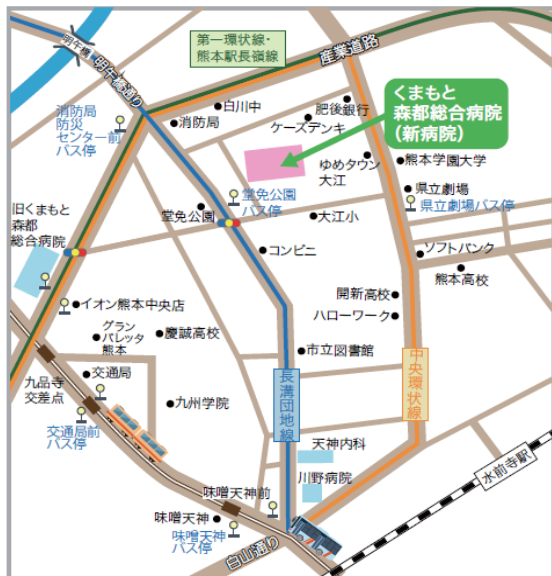 明午橋
明午橋通り
第一環状線・
熊本駅長嶺線
産業道路
くまもと
森都総合病院
(新病院)
白川中
消防局
肥後銀行
ケーズデンキ
消防局
防災
センター前
バス停
ゆめタウン
大江
熊本学園大学
県立劇場
県立劇場バス停
堂免公園
バス停
堂免公園
大江小
旧くまもと
森都
総合病院
コンビニ
ソフトバンク
熊本高校
イオン熊本中央店
開新高校
ハローワーク
グラン
パレッタ
熊本
慶誠高校
市立図書館
交通局
九品寺
交差点
九州学院
長溝団地線
中央環状線
交通局前
バス停
天神内科
川野病院
水前寺駅
味噌天神前
味噌天神
味噌天神
バス停
白山通り